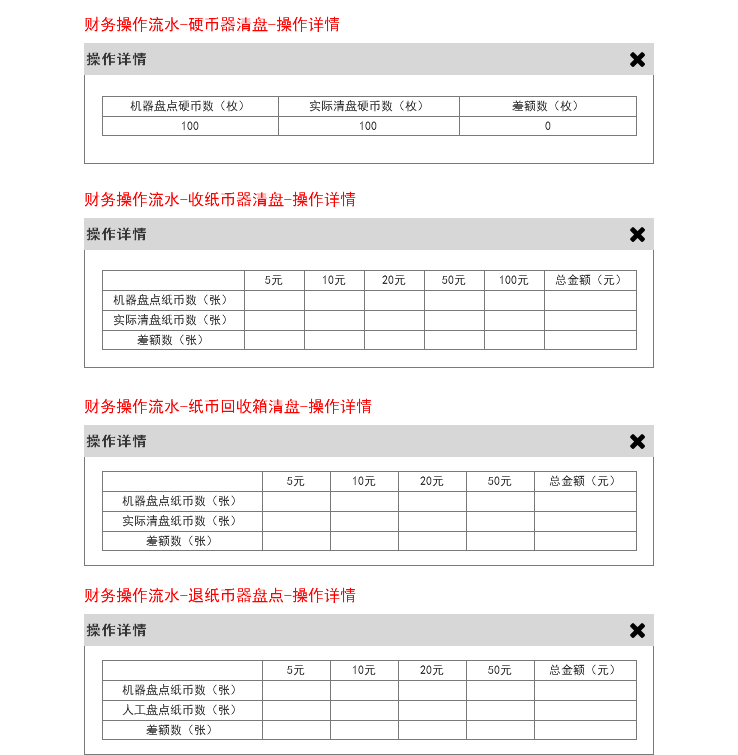 财务操作流水-硬币器清盘-操作详情
操作详情
机器盘点硬币数（枚） 实际清盘硬币数（枚） 差额数（枚）
100 100 0
财务操作流水-收纸币器清盘-操作详情
操作详情
5元 10元 20元 50元 100元 总金额（元）
机器盘点纸币数（张）
实际清盘纸币数（张）
差额数（张）
财务操作流水-纸币回收箱清盘-操作详情
操作详情
5元 10元 20元 50元 总金额（元）
机器盘点纸币数（张）
实际清盘纸币数（张）
差额数（张）
财务操作流水-退纸币器盘点-操作详情
操作详情
5元 10元 20元 50元 总金额（元）
机器盘点纸币数（张）
人工盘点纸币数（张）
差额数（张）